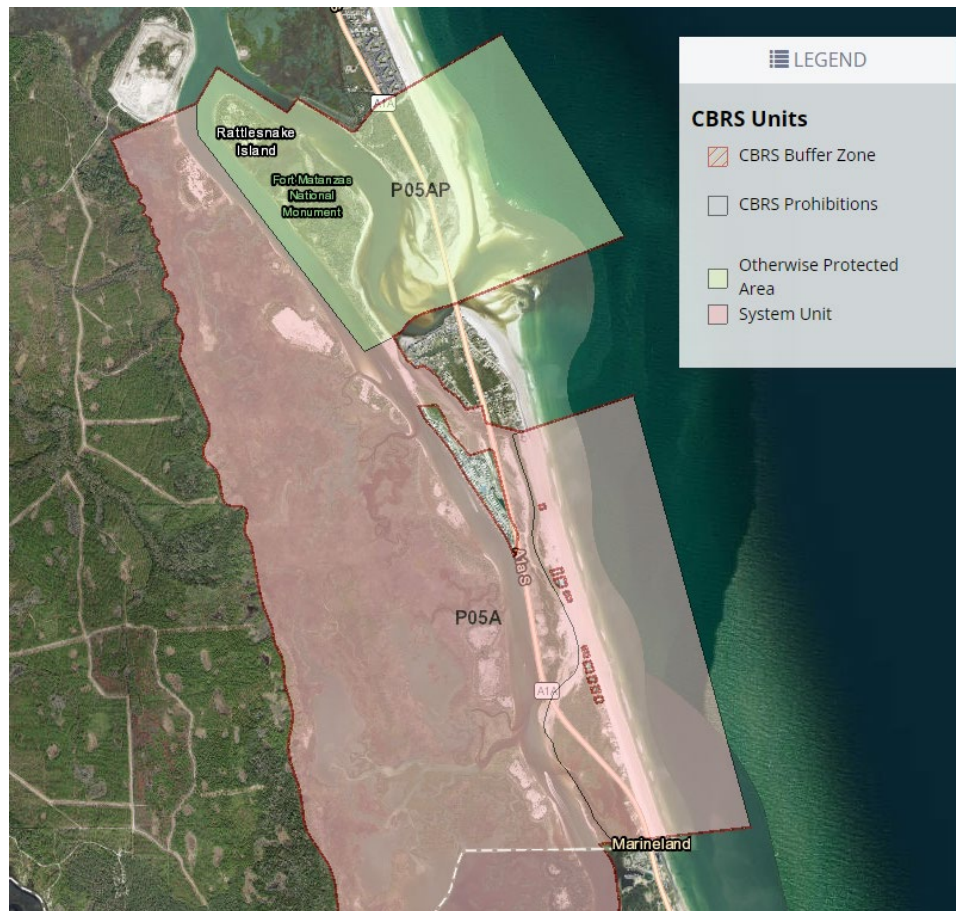 A1A
LEGEND
CBRS Units
CBRS Buffer Zone
CBRS Prohibitions
Otherwise Protected
Area
System Unit
Rattlesnake
Island
Fort Matanzas
National
Monument
P05AP
A1a S
P05A
A1A
Marineland